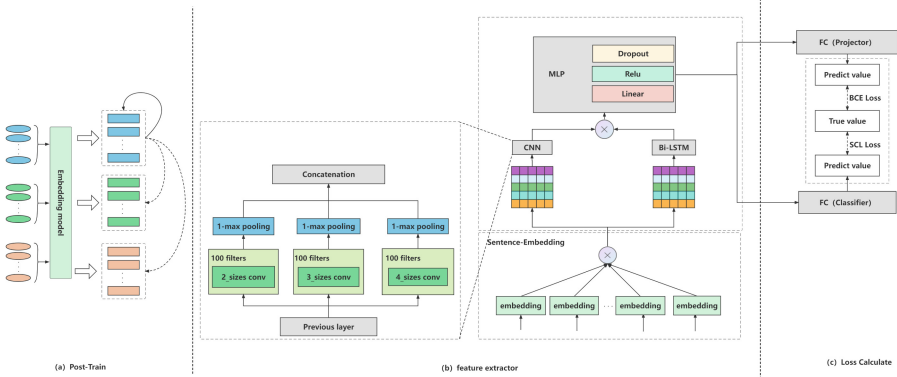 Embedding model
(a) Post-Train
Concatenation
1-max pooling
1-max pooling
1-max pooling
100 filters
100 filters
100 filters
2_sizes conv
3_sizes conv
4_sizes conv
Previous layer
MLP
Dropout
Relu
Linear
CNN
Bi-LSTM
Sentence-Embedding
embedding
embedding
embedding
embedding
(b) feature extractor
FC (Projector)
Predict value
BCE Loss
True value
SCL Loss
Predict value
FC (Classifier)
(c) Loss Calculate